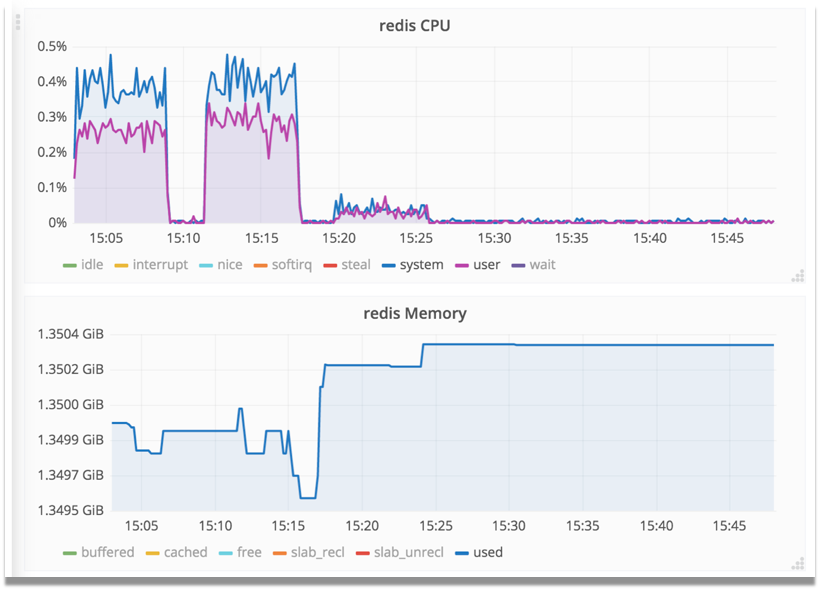 redis CPU
0.5%
0.4%
0.3%
0.2%
0.1%
0%
15:05 15:10 15:15 15:20 15:25 15:30 15:35 15:40 15:45
idle interrupt nice softirq steal system user wait
redis Memory
1.3504 GiB
1.3502 GiB
1.3500 GiB
1.3499 GiB
1.3497 GiB
1.3495 GiB
15:05 15:10 15:15 15:20 15:25 15:30 15:35 15:40 15:45
buffered cached free slab_recl slab_unrecl used